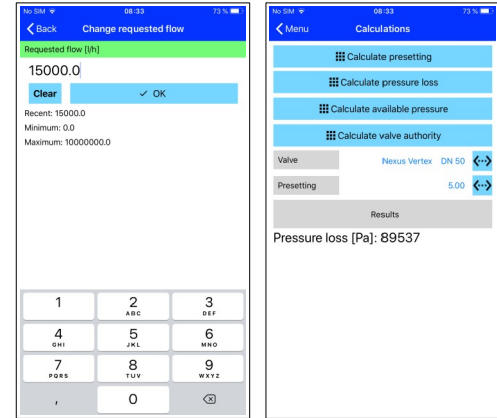 No SIM 08:33 73 %
Back Change requested flow
Requested flow [l/h]
15000.0
Clear ✓ OK
Recent: 15000.0
Minimum: 0.0
Maximum: 10000000.0
1 2 3
ABC DEF
4 5 6
GHI JKL MNO
7 8 9
PQRS TUV WXYZ
, 0
No SIM 08:33 73 %
Menu Calculations
Calculate presetting
Calculate pressure loss
Calculate available pressure
Calculate valve authority
Valve Nexus Vertex DN 50
Presetting 5.00
Results
Pressure loss [Pa]: 89537